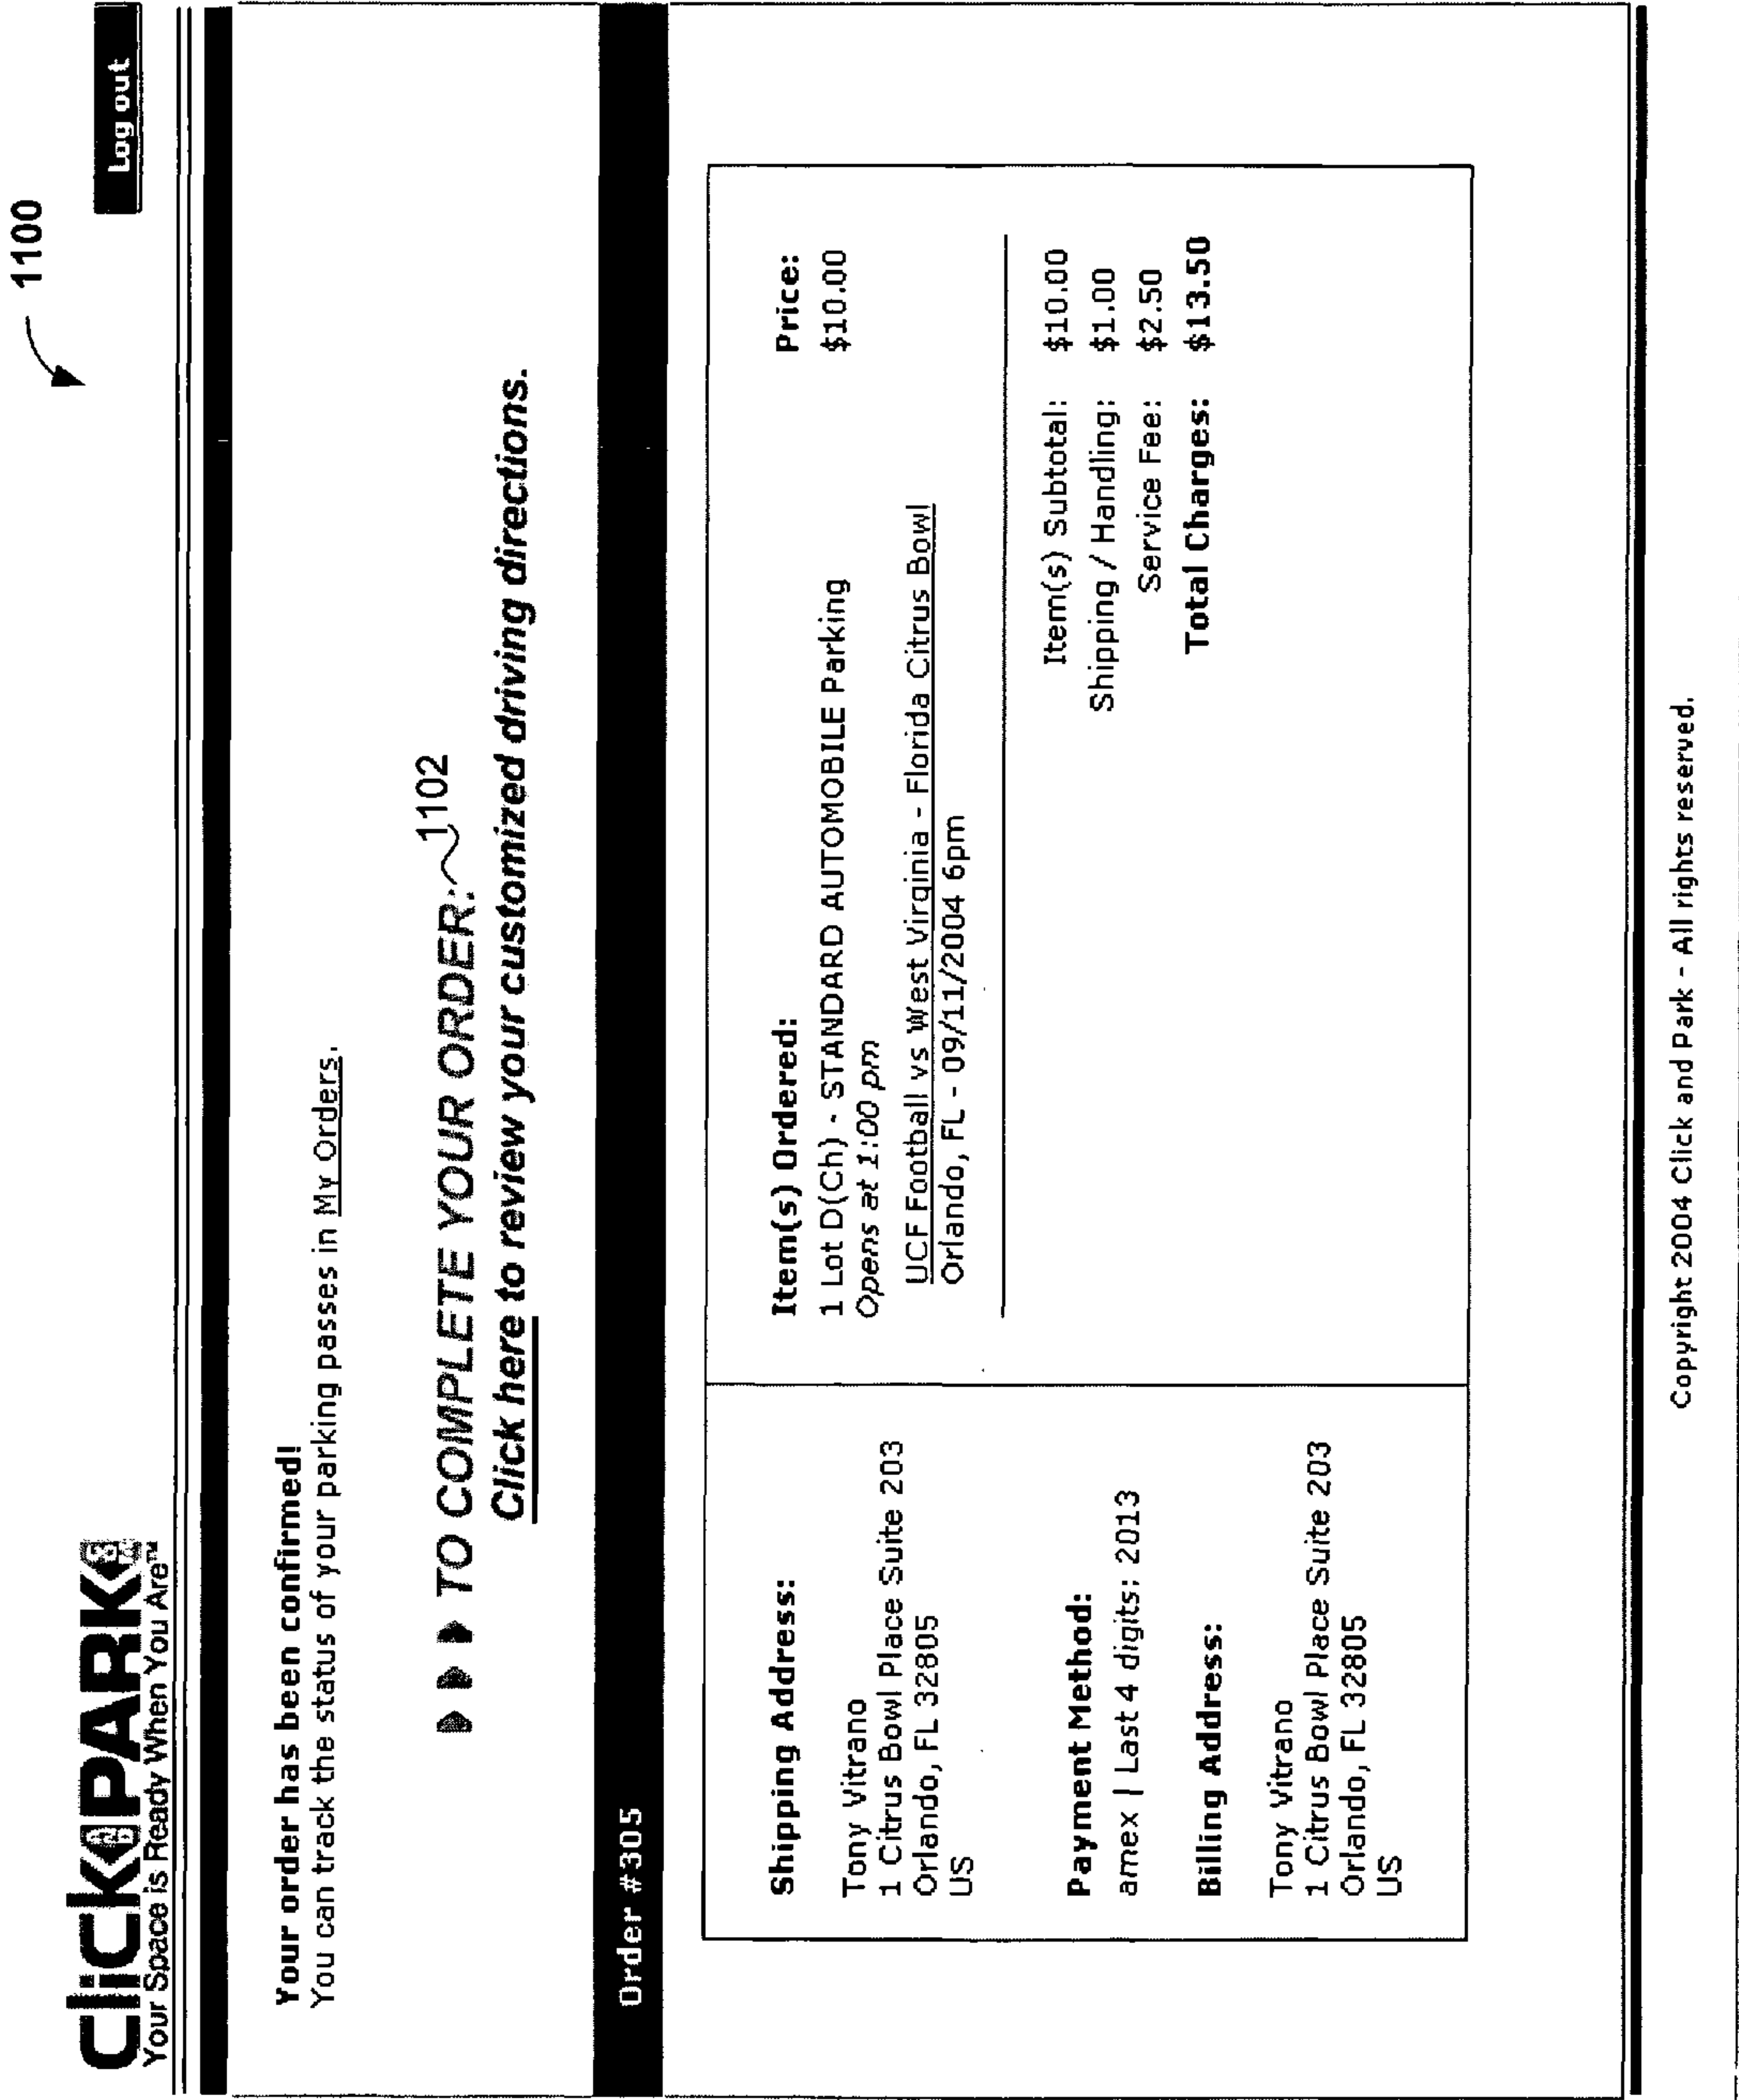 1100
Click PARK
Your Space is Ready When You Are™
Log out
Your order has been confirmed!
You can track the status of your parking passes in My Orders.
TO COMPLETE YOUR ORDER: 1102
Click here to review your customized driving directions.
Order #305
Shipping Address:
Tony Vitrano
1 Citrus Bowl Place Suite 203
Orlando, FL 32805
US
Payment Method:
amex | Last 4 digits: 2013
Billing Address:
Tony Vitrano
1 Citrus Bowl Place Suite 203
Orlando, FL 32805
US
Item(s) Ordered: Price:
1 Lot D(Ch) - STANDARD AUTOMOBILE Parking $10.00
Opens at 1:00 pm
UCF Football vs West Virginia - Florida Citrus Bowl
Orlando, FL - 09/11/2004 6pm
Item(s) Subtotal: $10.00
Shipping / Handling: $1.00
Service Fee: $2.50
Total Charges: $13.50
Copyright 2004 Click and Park - All rights reserved.